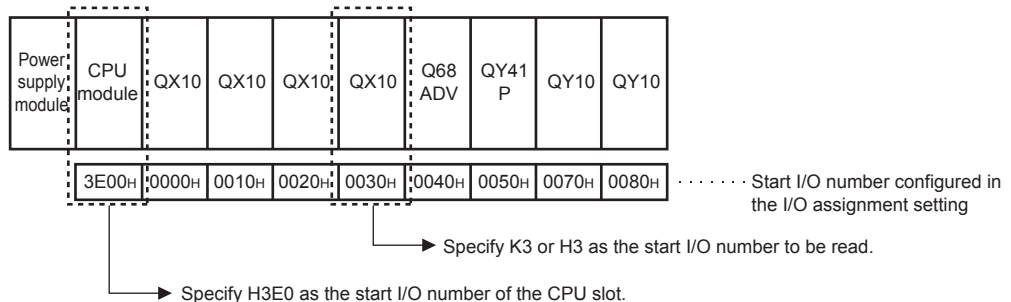 Power
supply
module
CPU
module
QX10
QX10
QX10
QX10
Q68
ADV
QY41
P
QY10
QY10
3E00H
0000H
0010H
0020H
0030H
0040H
0050H
0070H
0080H
Start I/O number configured in
the I/O assignment setting
Specify K3 or H3 as the start I/O number to be read.
Specify H3E0 as the start I/O number of the CPU slot.